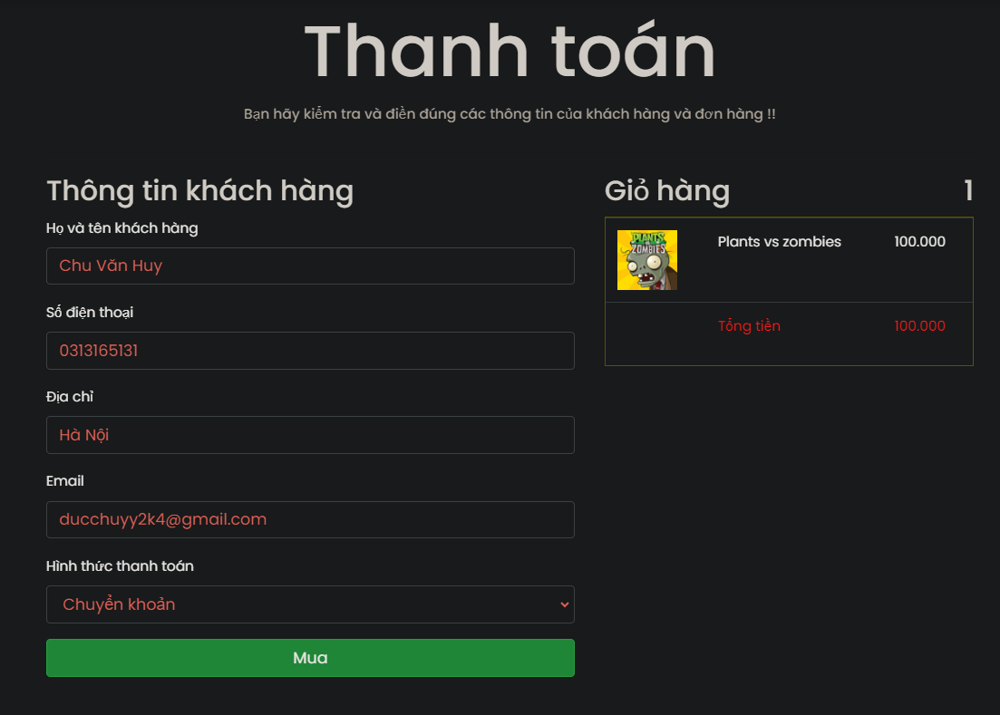 Thanh toán
Bạn hãy kiểm tra và điền đúng các thông tin của khách hàng và đơn hàng !!
Thông tin khách hàng
Họ và tên khách hàng
Chu Văn Huy
Số điện thoại
0313165131
Địa chỉ
Hà Nội
Email
ducchuyy2k4@gmail.com
Hình thức thanh toán
Chuyển khoản
Mua
Giỏ hàng 1
PLANTS
ZOMBIES
Plants vs zombies 100.000
Tổng tiền 100.000